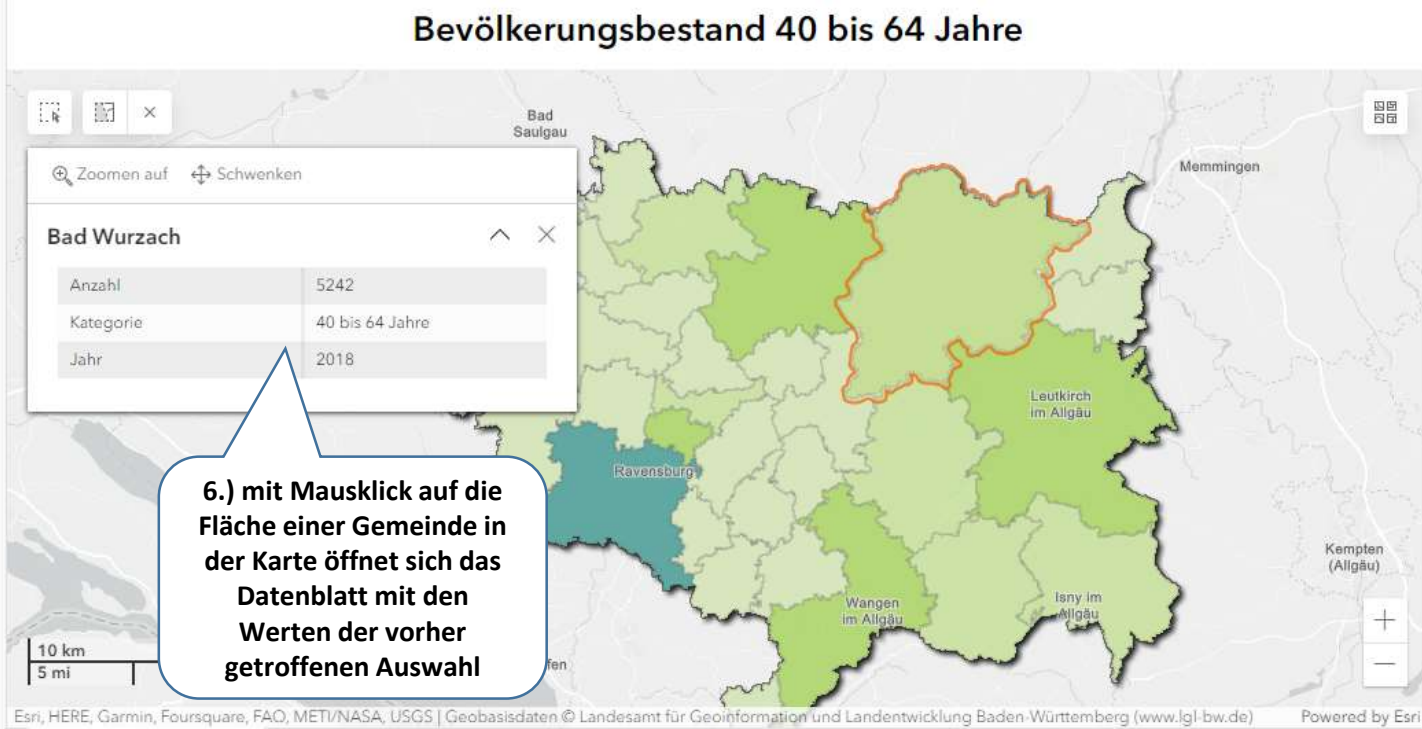 Bevölkerungsbestand 40 bis 64 Jahre
Bad
Saulgau
Memmingen
Zoomen auf Schwenken
Bad Wurzach
Anzahl 5242
Kategorie 40 bis 64 Jahre
Jahr 2018
Leutkirch
im Allgäu
Ravensburg
6.) mit Mausklick auf die
Fläche einer Gemeinde in
der Karte öffnet sich das
Datenblatt mit den
Werten der vorher
getroffenen Auswahl
Kempten
(Allgäu)
Wangen
im Allgäu
Isny im
Allgäu
10 km
5 mi
Esri, HERE, Garmin, Foursquare, FAO, METI/NASA, USGS | Geobasisdaten © Landesamt für Geoinformation und Landentwicklung Baden-Württemberg (www.lgl-bw.de) Powered by Esri